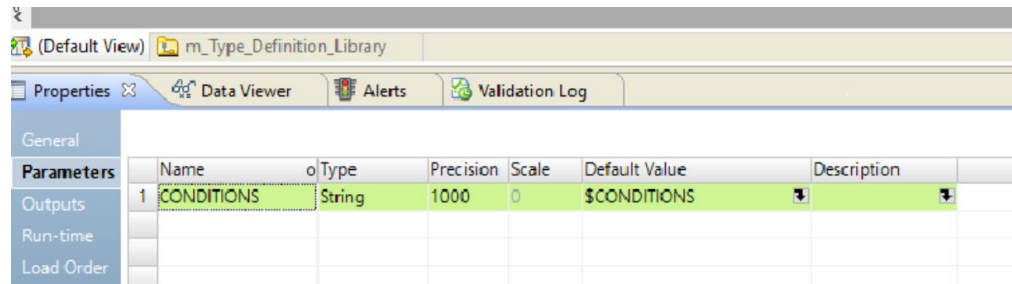 (Default View) m_Type_Definition_Library
Properties Data Viewer Alerts Validation Log
General
Parameters Name o Type Precision Scale Default Value Description
Outputs 1 CONDITIONS String 1000 0 $CONDITIONS
Run-time
Load Order